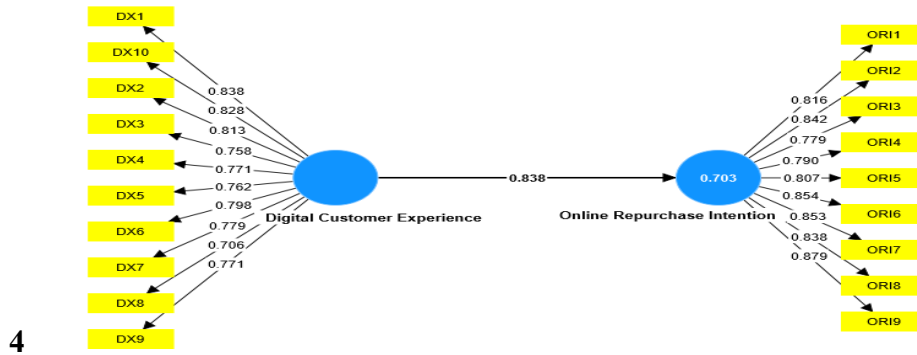 DX1
DX10
DX2
DX3
DX4
DX5
DX6
DX7
DX8
DX9
0.838
0.828
0.813
0.758
0.771
0.762
0.798
0.779
0.706
0.771
Digital Customer Experience
0.838
0.703
Online Repurchase Intention
0.816
0.842
0.779
0.790
0.807
0.854
0.853
0.838
0.879
ORI1
ORI2
ORI3
ORI4
ORI5
ORI6
ORI7
ORI8
ORI9
4